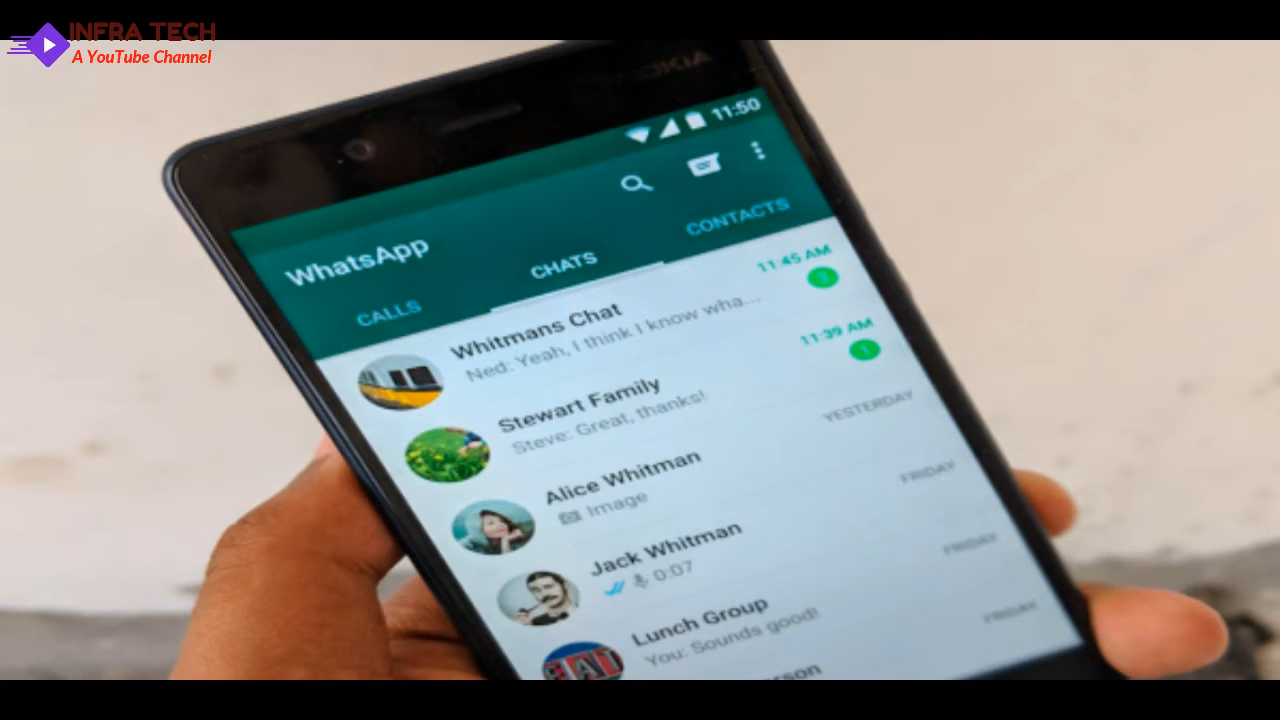 INFRA TECH
A YouTube Channel
NOKIA
11:50
WhatsApp
CALLS
CHATS
CONTACTS
Whitmans Chat
11:45 AM
Ned: Yeah, I think I know wha...
Stewart Family
11:39 AM
Steve: Great, thanks!
1
Alice Whitman
YESTERDAY
Image
Jack Whitman
FRIDAY
0:07
Lunch Group
FRIDAY
You: Sounds good!
FRIDAY